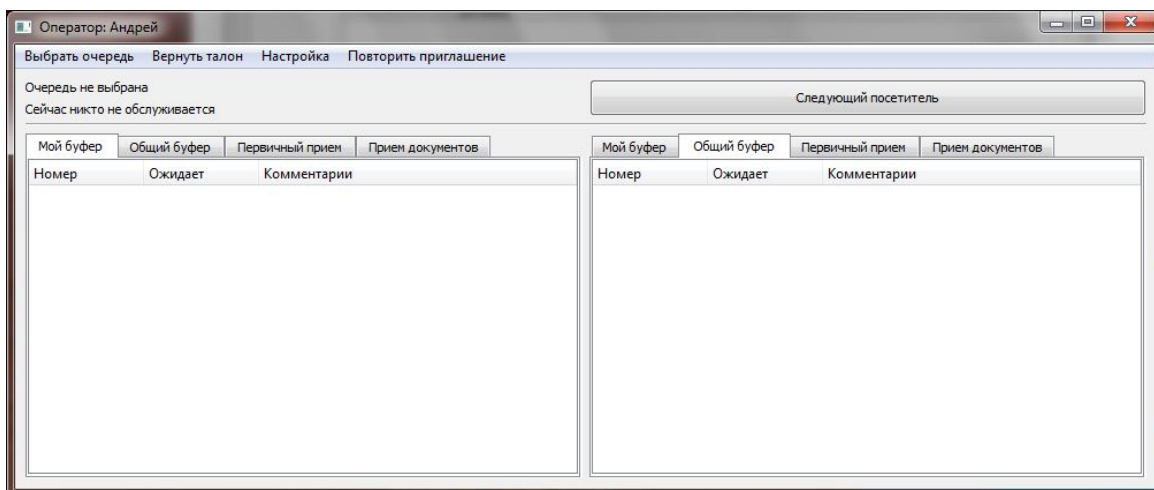 Оператор: Андрей
Выбрать очередь Вернуть талон Настройка Повторить приглашение
Очередь не выбрана
Сейчас никто не обслуживается
Следующий посетитель
Мой буфер Общий буфер Первичный прием Прием документов
Номер Ожидает Комментарии
Мой буфер Общий буфер Первичный прием Прием документов
Номер Ожидает Комментарии